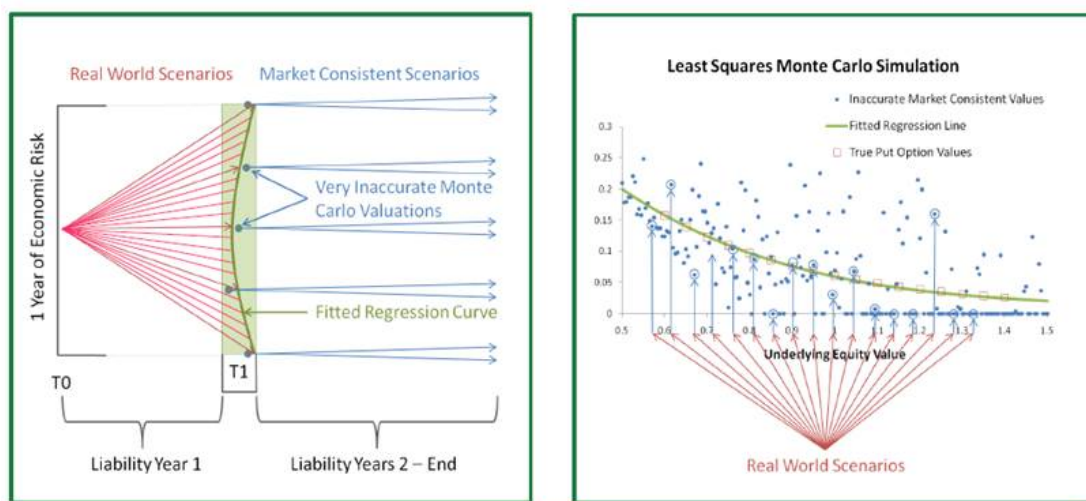 Real World Scenarios
Market Consistent Scenarios
1 Year of Economic Risk
Very Inaccurate Monte
Carlo Valuations
Fitted Regression Curve
T0
T1
Liability Year 1
Liability Years 2 – End
Least Squares Monte Carlo Simulation
Inaccurate Market Consistent Values
Fitted Regression Line
True Put Option Values
0.3
0.25
0.2
0.15
0.1
0.05
0
0.5 0.6 0.7 0.8 0.9 1 1.1 1.2 1.3 1.4 1.5
Underlying Equity Value
Real World Scenarios